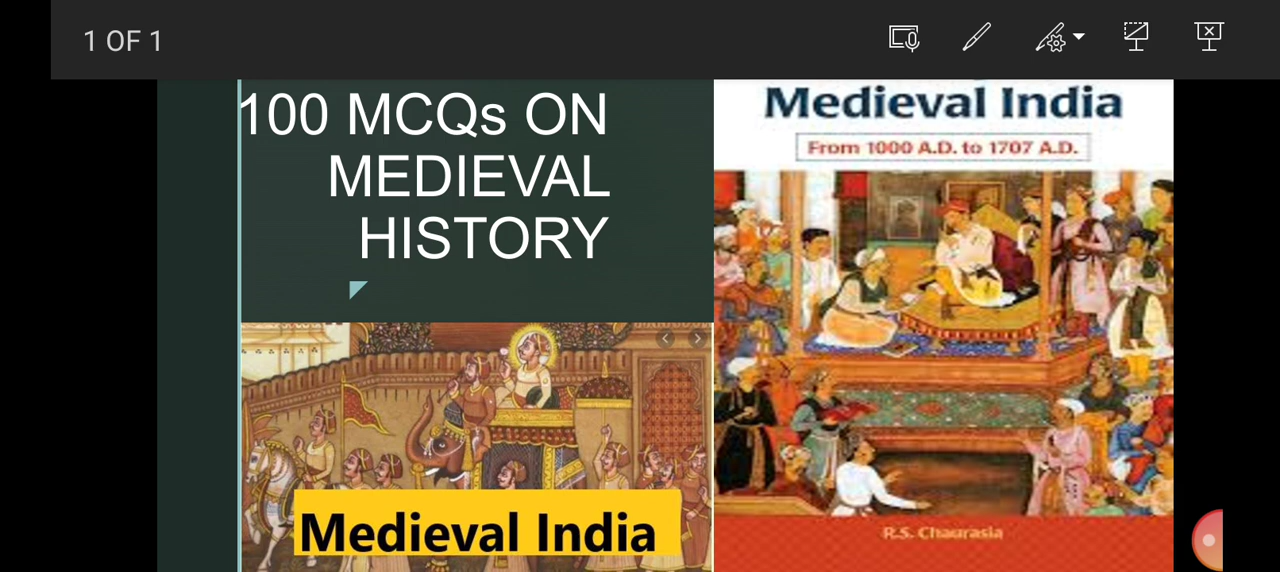 1 OF 1
100 MCQs ON
MEDIEVAL
HISTORY
Medieval India
Medieval India
From 1000 A.D. to 1707 A.D.
R.S. Chaurasia